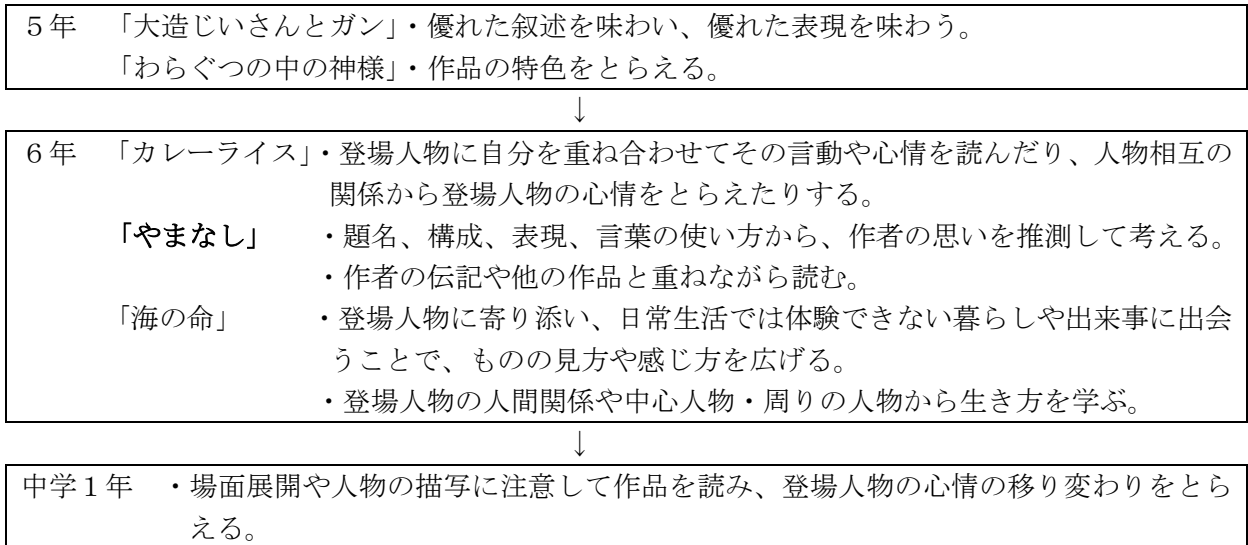 5年 「大造じいさんとガン」・優れた叙述を味わい、優れた表現を味わう。
「わらぐつの中の神様」・作品の特色をとらえる。
↓
6年 「カレーライス」・登場人物に自分を重ね合わせてその言動や心情を読んだり、人物相互の
関係から登場人物の心情をとらえたりする。
「やまなし」 ・題名、構成、表現、言葉の使い方から、作者の思いを推測して考える。
・作者の伝記や他の作品と重ねながら読む。
「海の命」 ・登場人物に寄り添い、日常生活では体験できない暮らしや出来事に出会
うことで、ものの見方や感じ方を広げる。
・登場人物の人間関係や中心人物・周りの人物から生き方を学ぶ。
↓
中学1年 ・場面展開や人物の描写に注意して作品を読み、登場人物の心情の移り変わりをとら
える。